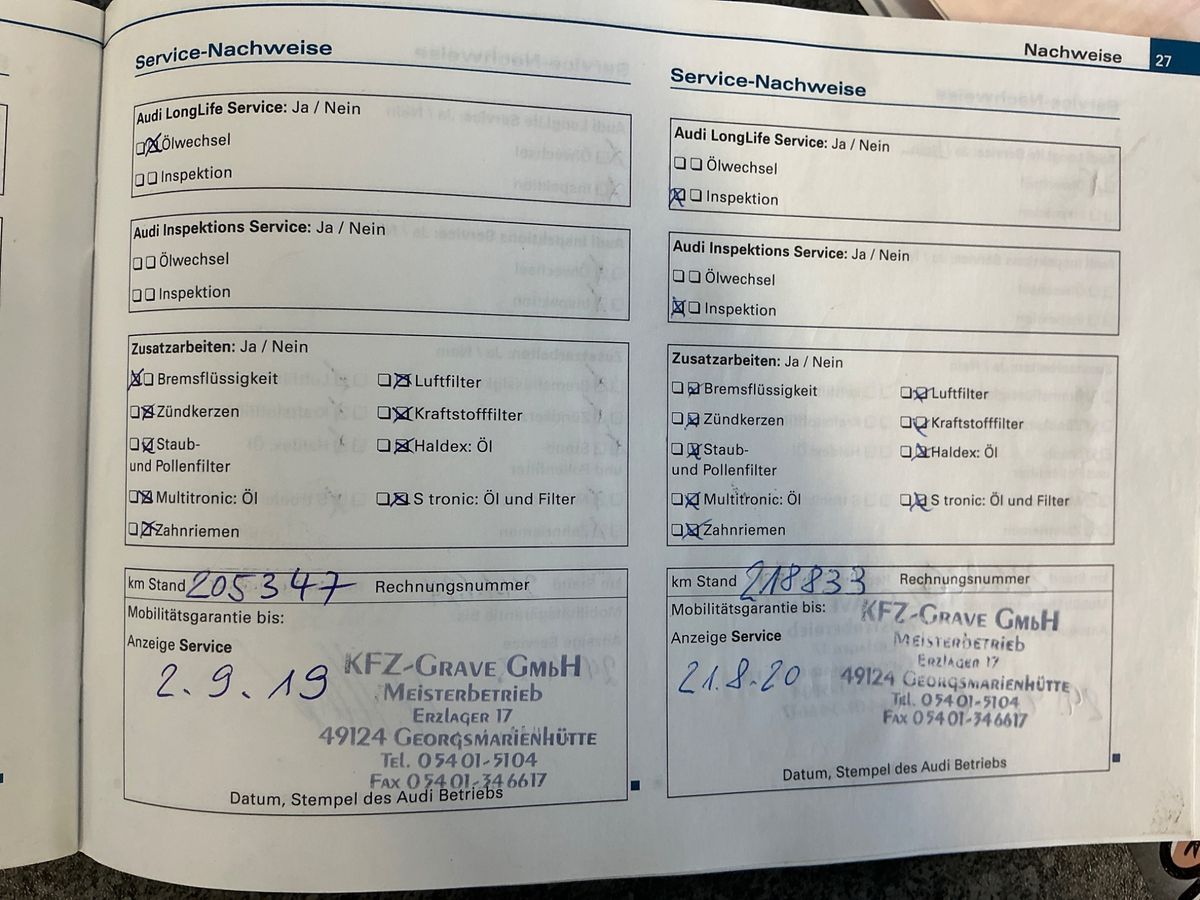 Nachweise 27
Service-Nachweise
Audi LongLife Service: Ja / Nein
Ölwechsel
Inspektion
Audi Inspektions Service: Ja / Nein
Ölwechsel
Inspektion
Zusatzarbeiten: Ja / Nein
Bremsflüssigkeit Luftfilter
Zündkerzen Kraftstofffilter
Staub- Haldex: Öl
und Pollenfilter
Multitronic: Öl S tronic: Öl und Filter
Zahnriemen
km Stand 205347 Rechnungsnummer
Mobilitätsgarantie bis:
Anzeige Service
2.9.19
KFZ-Grave GmbH
Meisterbetrieb
Erzlager 17
49124 Georgsmarienhütte
Tel. 05401-5104
Fax 05401-346617
Datum, Stempel des Audi Betriebs
Service-Nachweise
Audi LongLife Service: Ja / Nein
Ölwechsel
Inspektion
Audi Inspektions Service: Ja / Nein
Ölwechsel
Inspektion
Zusatzarbeiten: Ja / Nein
Bremsflüssigkeit Luftfilter
Zündkerzen Kraftstofffilter
Staub- Haldex: Öl
und Pollenfilter
Multitronic: Öl S tronic: Öl und Filter
Zahnriemen
km Stand 218833 Rechnungsnummer
Mobilitätsgarantie bis:
Anzeige Service
21.8.20
KFZ-Grave GmbH
Meisterbetrieb
Erzlager 17
49124 Georgsmarienhütte
Tel. 05401-5104
Fax 05401-346617
Datum, Stempel des Audi Betriebs